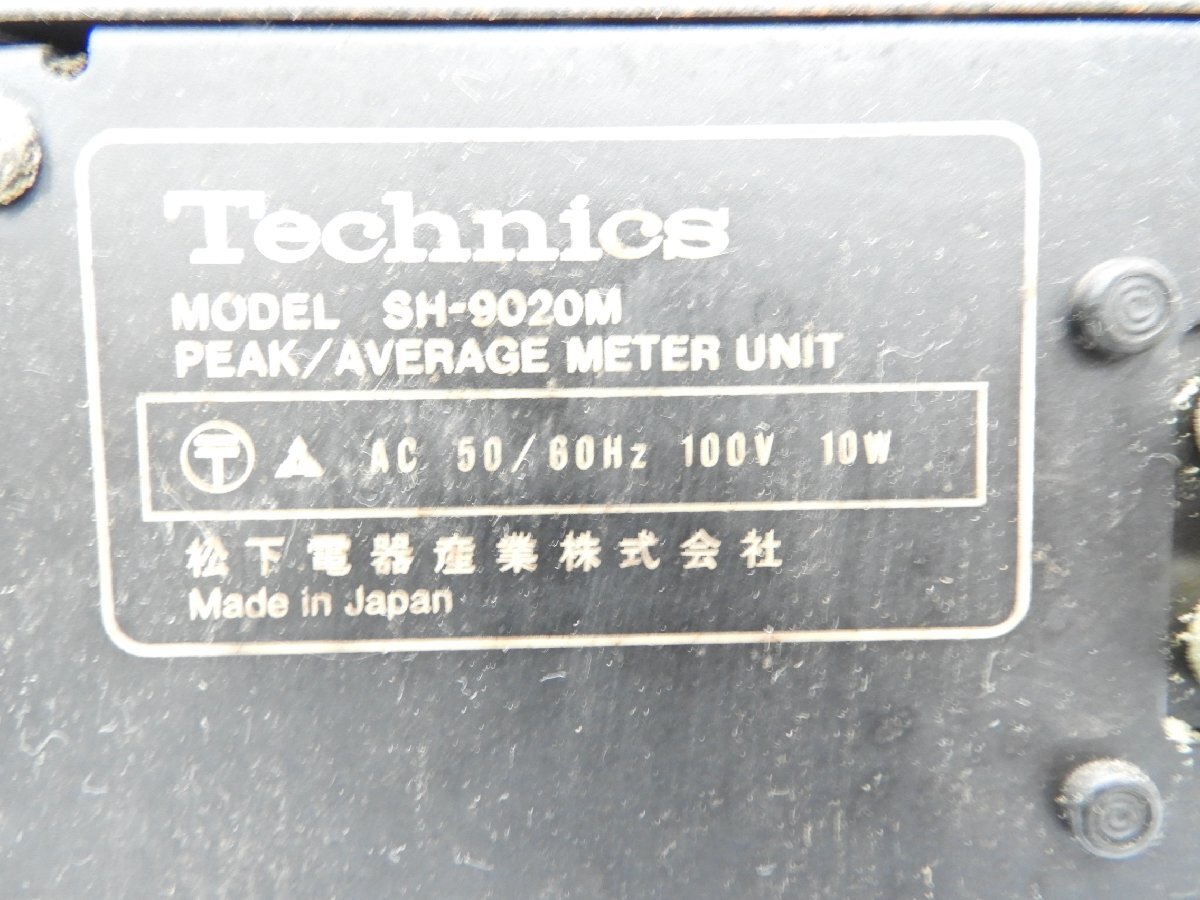 Technics
MODEL SH-9020M
PEAK/AVERAGE METER UNIT
〒 AC 50/60Hz 100V 10W
松下電器産業株式会社
Made in Japan